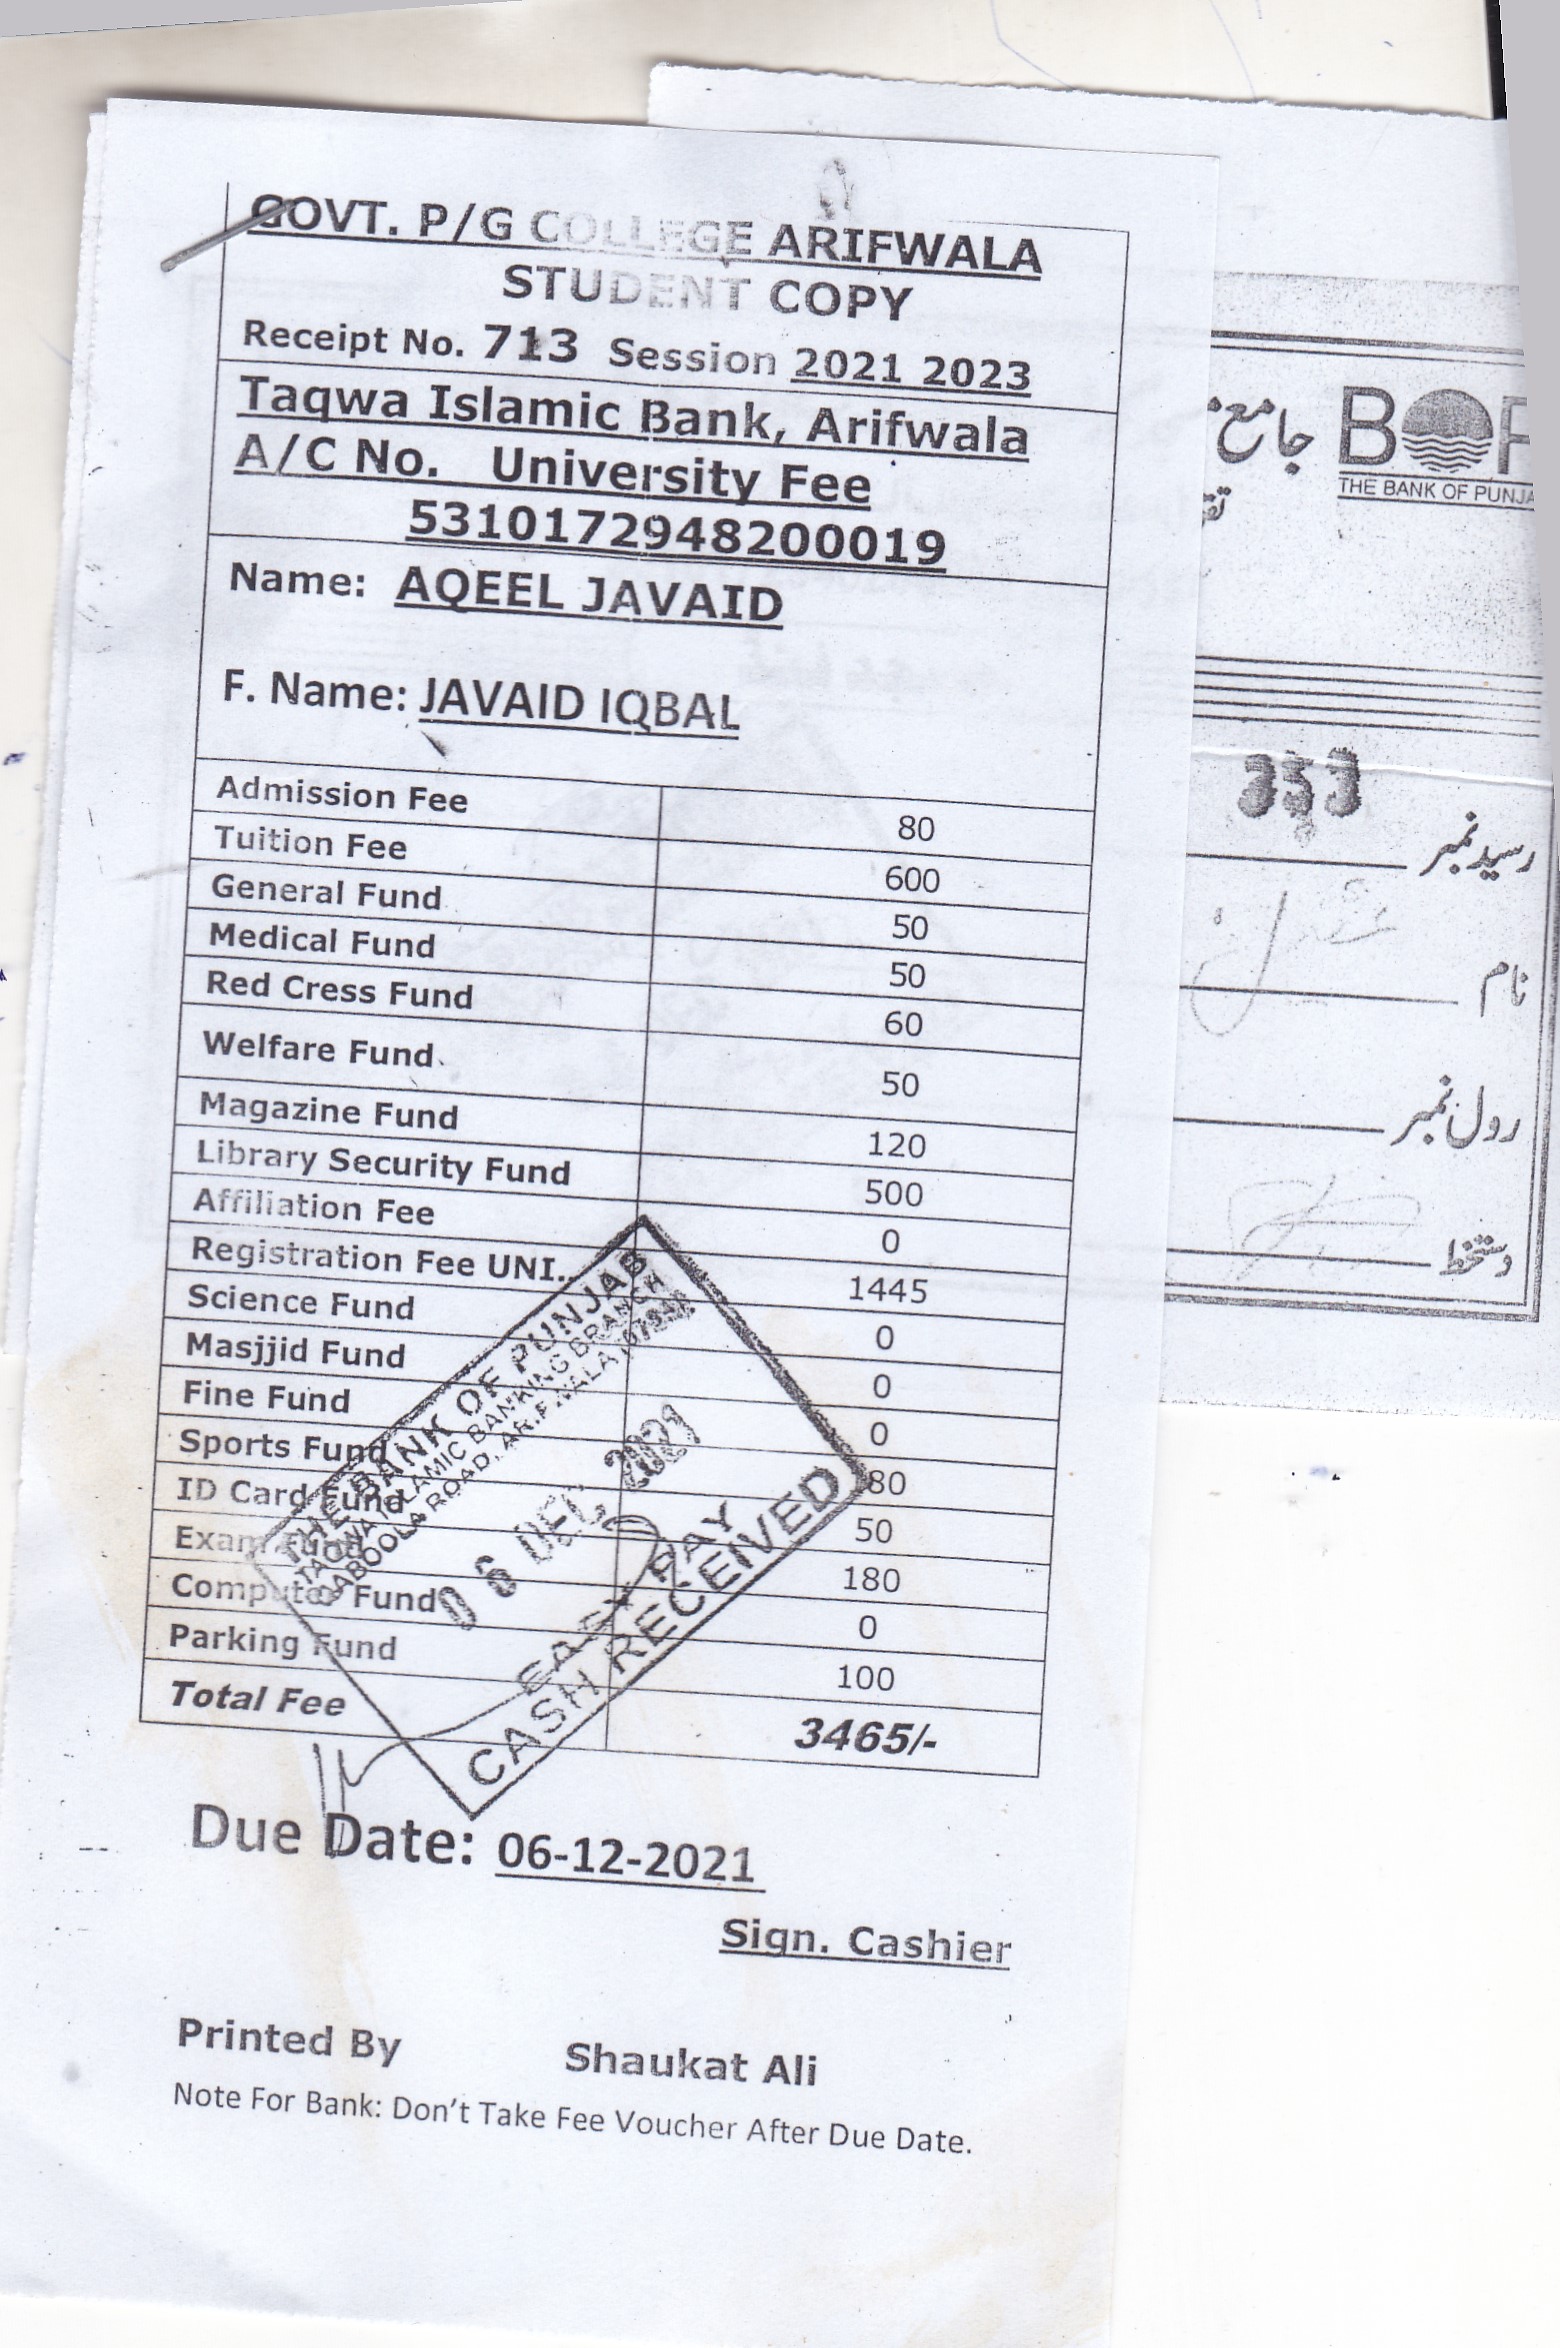 GOVT. P/G COLLEGE ARIFWALA
STUDENT COPY
Receipt No. 713 Session 2021 2023
Taqwa Islamic Bank, Arifwala
A/C No. University Fee
5310172948200019
Name: AQEEL JAVAID
F. Name: JAVAID IQBAL
Admission Fee 80
Tuition Fee 600
General Fund 50
Medical Fund 50
Red Cress Fund 60
Welfare Fund 50
Magazine Fund 120
Library Security Fund 500
Affiliation Fee 0
Registration Fee UNI.. 1445
Science Fund 0
Masjjid Fund 0
Fine Fund 0
Sports Fund 80
ID Card Fund 50
Exam Fund 180
Computer Fund 0
Parking Fund 100
Total Fee 3465/-
THE BANK OF PUNJAB
TAQWA ISLAMIC BANKING BRANCH
QABOOLA ROAD, ARIFWALA
06 DEC 2021
EASY PAY
CASH RECEIVED
Due Date: 06-12-2021
Sign. Cashier
Printed By Shaukat Ali
Note For Bank: Don't Take Fee Voucher After Due Date.
جامع
BOP
THE BANK OF PUNJA
رسید نمبر
نام
رول نمبر
دستخط